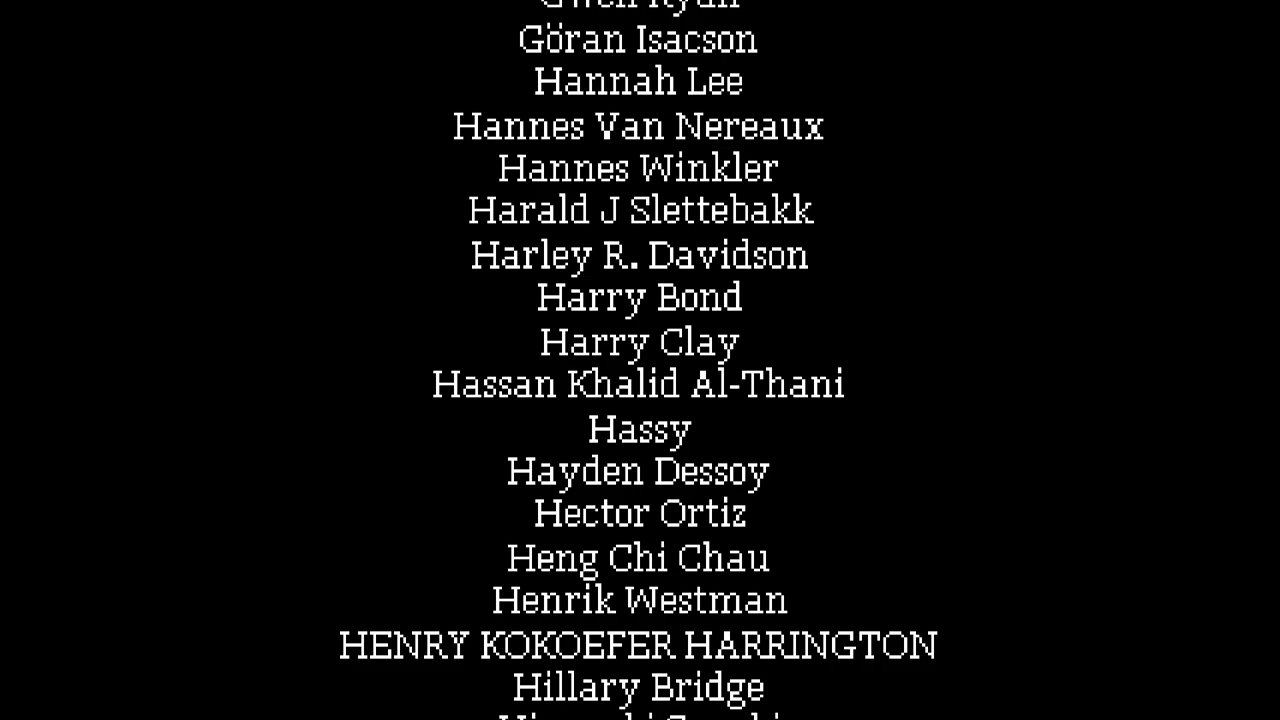 Göran Isacson
Hannah Lee
Hannes Van Nereaux
Hannes Winkler
Harald J Slettebakk
Harley R. Davidson
Harry Bond
Harry Clay
Hassan Khalid Al-Thani
Hassy
Hayden Dessoy
Hector Ortiz
Heng Chi Chau
Henrik Westman
HENRY KOKOEFER HARRINGTON
Hillary Bridge